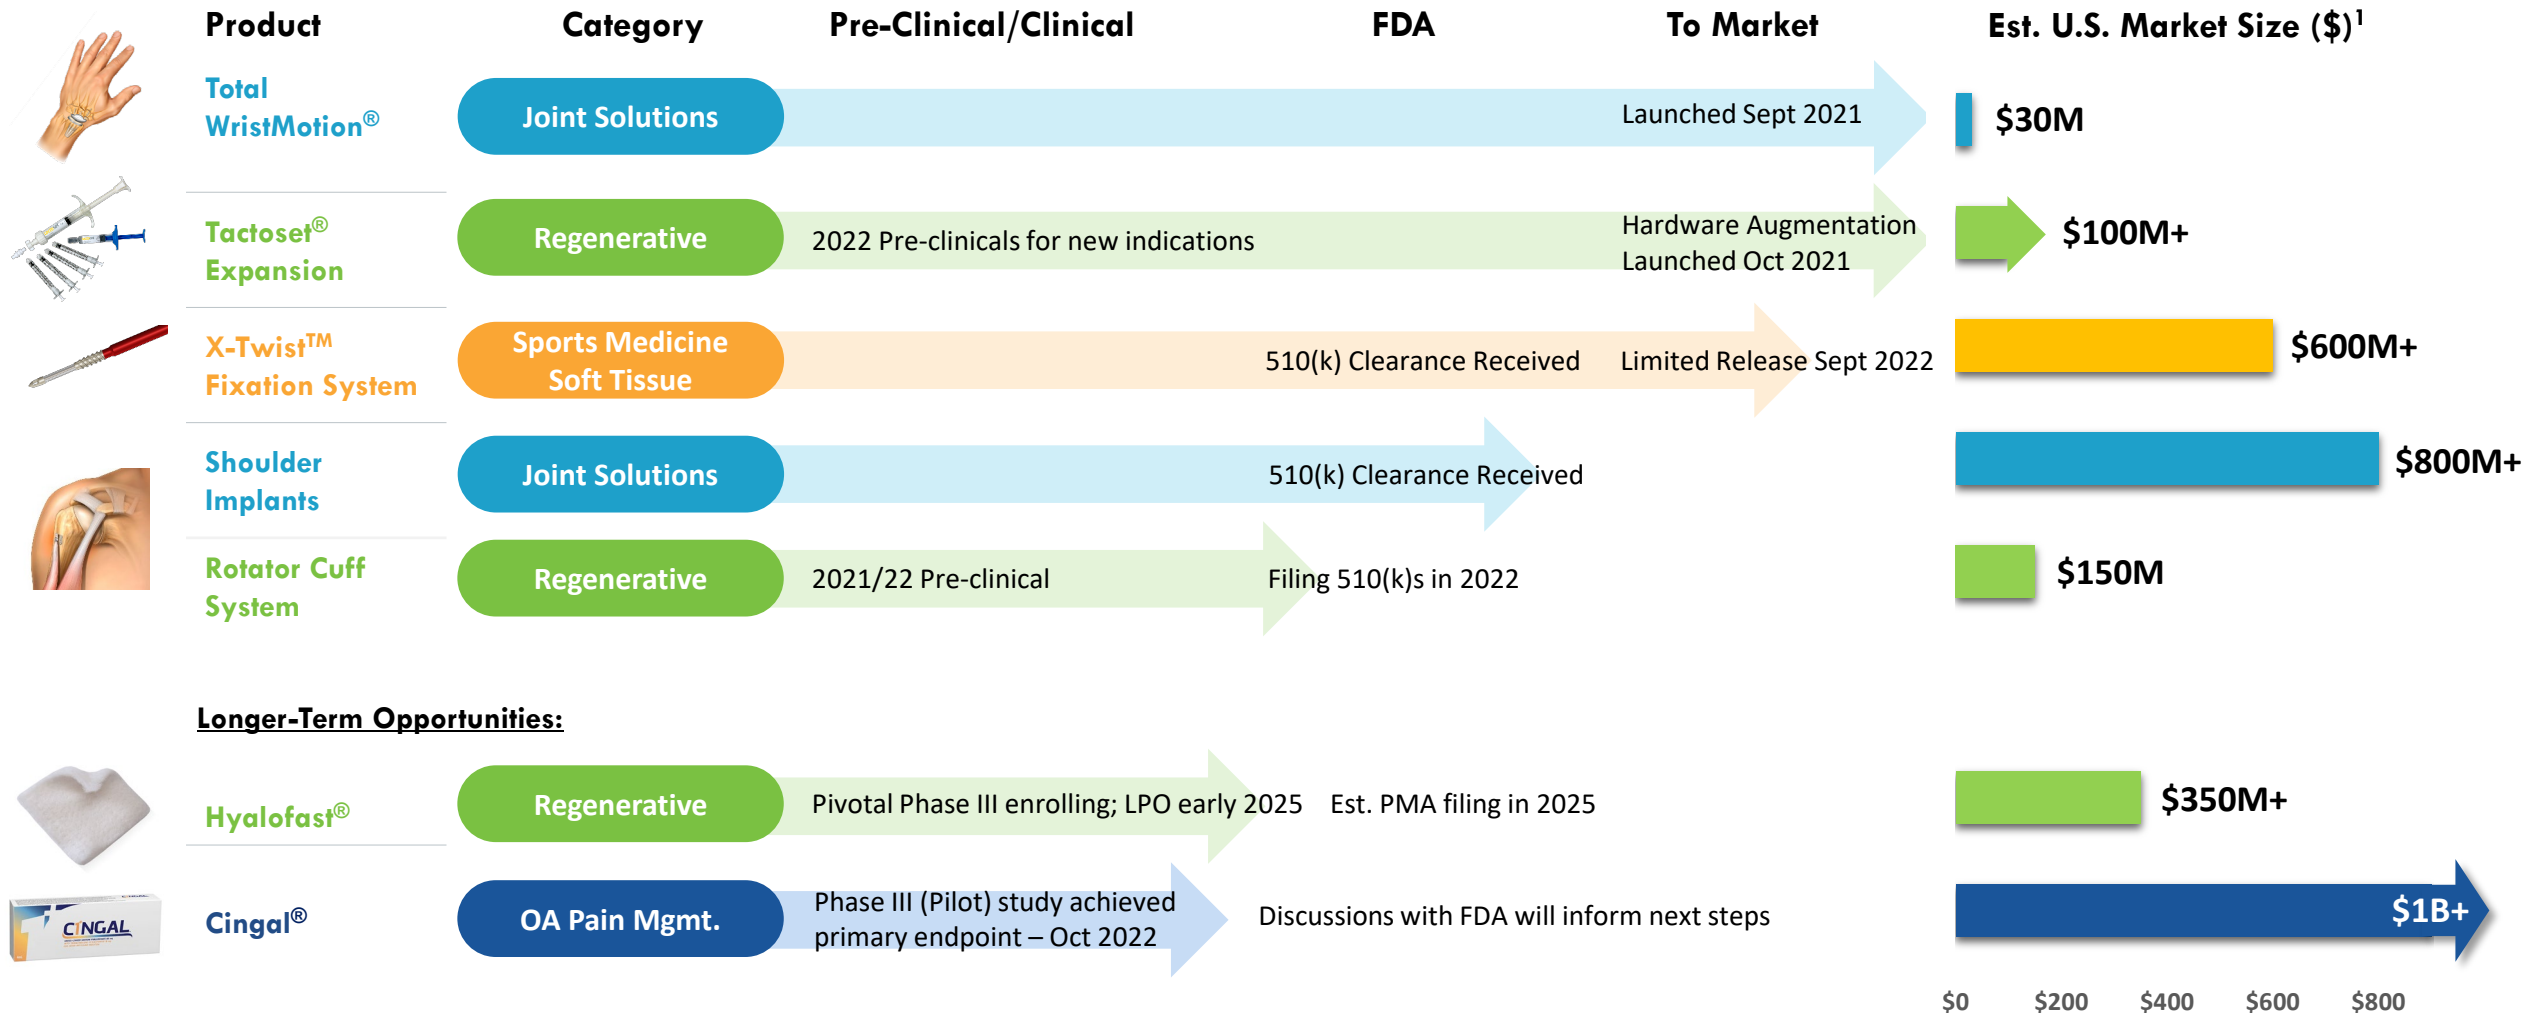 Product Category Pre-Clinical/Clinical FDA To Market Est. U.S. Market Size ($)¹
Total
WristMotion®
Joint Solutions
Launched Sept 2021
$30M
Tactoset®
Expansion
Regenerative
2022 Pre-clinicals for new indications
Hardware Augmentation
Launched Oct 2021
$100M+
X-Twist™
Fixation System
Sports Medicine
Soft Tissue
510(k) Clearance Received
Limited Release Sept 2022
$600M+
Shoulder
Implants
Joint Solutions
510(k) Clearance Received
$800M+
Rotator Cuff
System
Regenerative
2021/22 Pre-clinical
Filing 510(k)s in 2022
$150M
Longer-Term Opportunities:
Hyalofast®
Regenerative
Pivotal Phase III enrolling; LPO early 2025
Est. PMA filing in 2025
$350M+
CINGAL
Cingal®
OA Pain Mgmt.
Phase III (Pilot) study achieved
primary endpoint – Oct 2022
Discussions with FDA will inform next steps
$1B+
$0 $200 $400 $600 $800